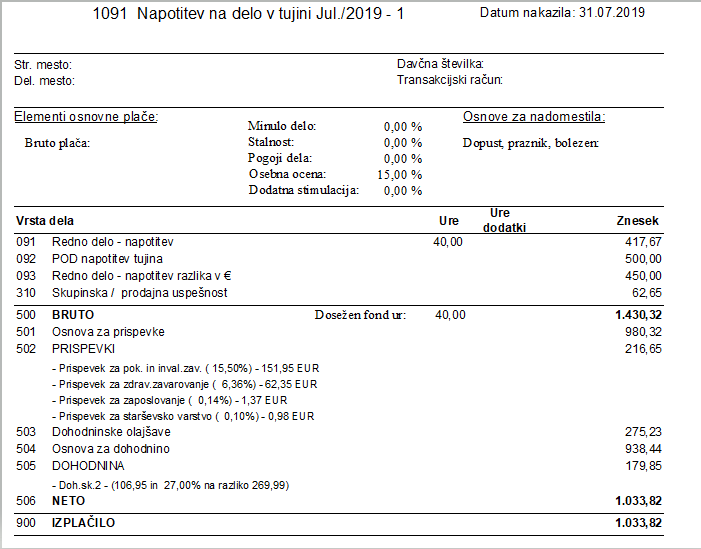 1091 Napotitev na delo v tujini Jul./2019 - 1 Datum nakazila: 31.07.2019
Str. mesto: Davčna številka:
Del. mesto: Transakcijski račun:
Elementi osnovne plače: Osnove za nadomestila:
Minulo delo: 0,00 %
Bruto plača: Stalnost: 0,00 % Dopust, praznik, bolezen:
Pogoji dela: 0,00 %
Osebna ocena: 15,00 %
Dodatna stimulacija: 0,00 %
Vrsta dela Ure Ure dodatki Znesek
091 Redno delo - napotitev 40,00 417,67
092 POD napotitev tujina 500,00
093 Redno delo - napotitev razlika v € 450,00
310 Skupinska / prodajna uspešnost 62,65
500 BRUTO Dosežen fond ur: 40,00 1.430,32
501 Osnova za prispevke 980,32
502 PRISPEVKI 216,65
- Prispevek za pok. in inval.zav. ( 15,50%) - 151,95 EUR
- Prispevek za zdrav.zavarovanje ( 6,36%) - 62,35 EUR
- Prispevek za zaposlovanje ( 0,14%) - 1,37 EUR
- Prispevek za starševsko varstvo ( 0,10%) - 0,98 EUR
503 Dohodninske olajšave 275,23
504 Osnova za dohodnino 938,44
505 DOHODNINA 179,85
- Doh.sk.2 - (106,95 in 27,00% na razliko 269,99)
506 NETO 1.033,82
900 IZPLAČILO 1.033,82